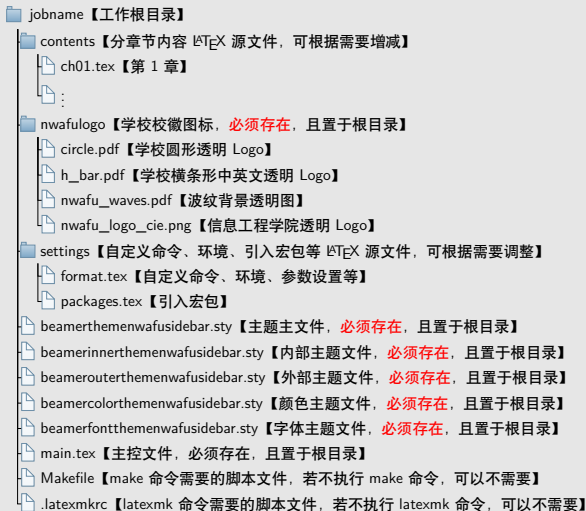 jobname【工作根目录】
contents【分章节内容 LATEX 源文件，可根据需要增减】
ch01.tex【第 1 章】
⋮
nwafulogo【学校校徽图标，必须存在，且置于根目录】
circle.pdf【学校圆形透明 Logo】
h_bar.pdf【学校横条形中英文透明 Logo】
nwafu_waves.pdf【波纹背景透明图】
nwafu_logo_cie.png【信息工程学院透明 Logo】
settings【自定义命令、环境、引入宏包等 LATEX 源文件，可根据需要调整】
format.tex【自定义命令、环境、参数设置等】
packages.tex【引入宏包】
beamerthemenwafusidebar.sty【主题主文件，必须存在，且置于根目录】
beamerinnerthemenwafusidebar.sty【内部主题文件，必须存在，且置于根目录】
beamerouterthemenwafusidebar.sty【外部主题文件，必须存在，且置于根目录】
beamercolorthemenwafusidebar.sty【颜色主题文件，必须存在，且置于根目录】
beamerfontthemenwafusidebar.sty【字体主题文件，必须存在，且置于根目录】
main.tex【主控文件，必须存在，且置于根目录】
Makefile【make 命令需要的脚本文件，若不执行 make 命令，可以不需要】
.latexmkrc【latexmk 命令需要的脚本文件，若不执行 latexmk 命令，可以不需要】